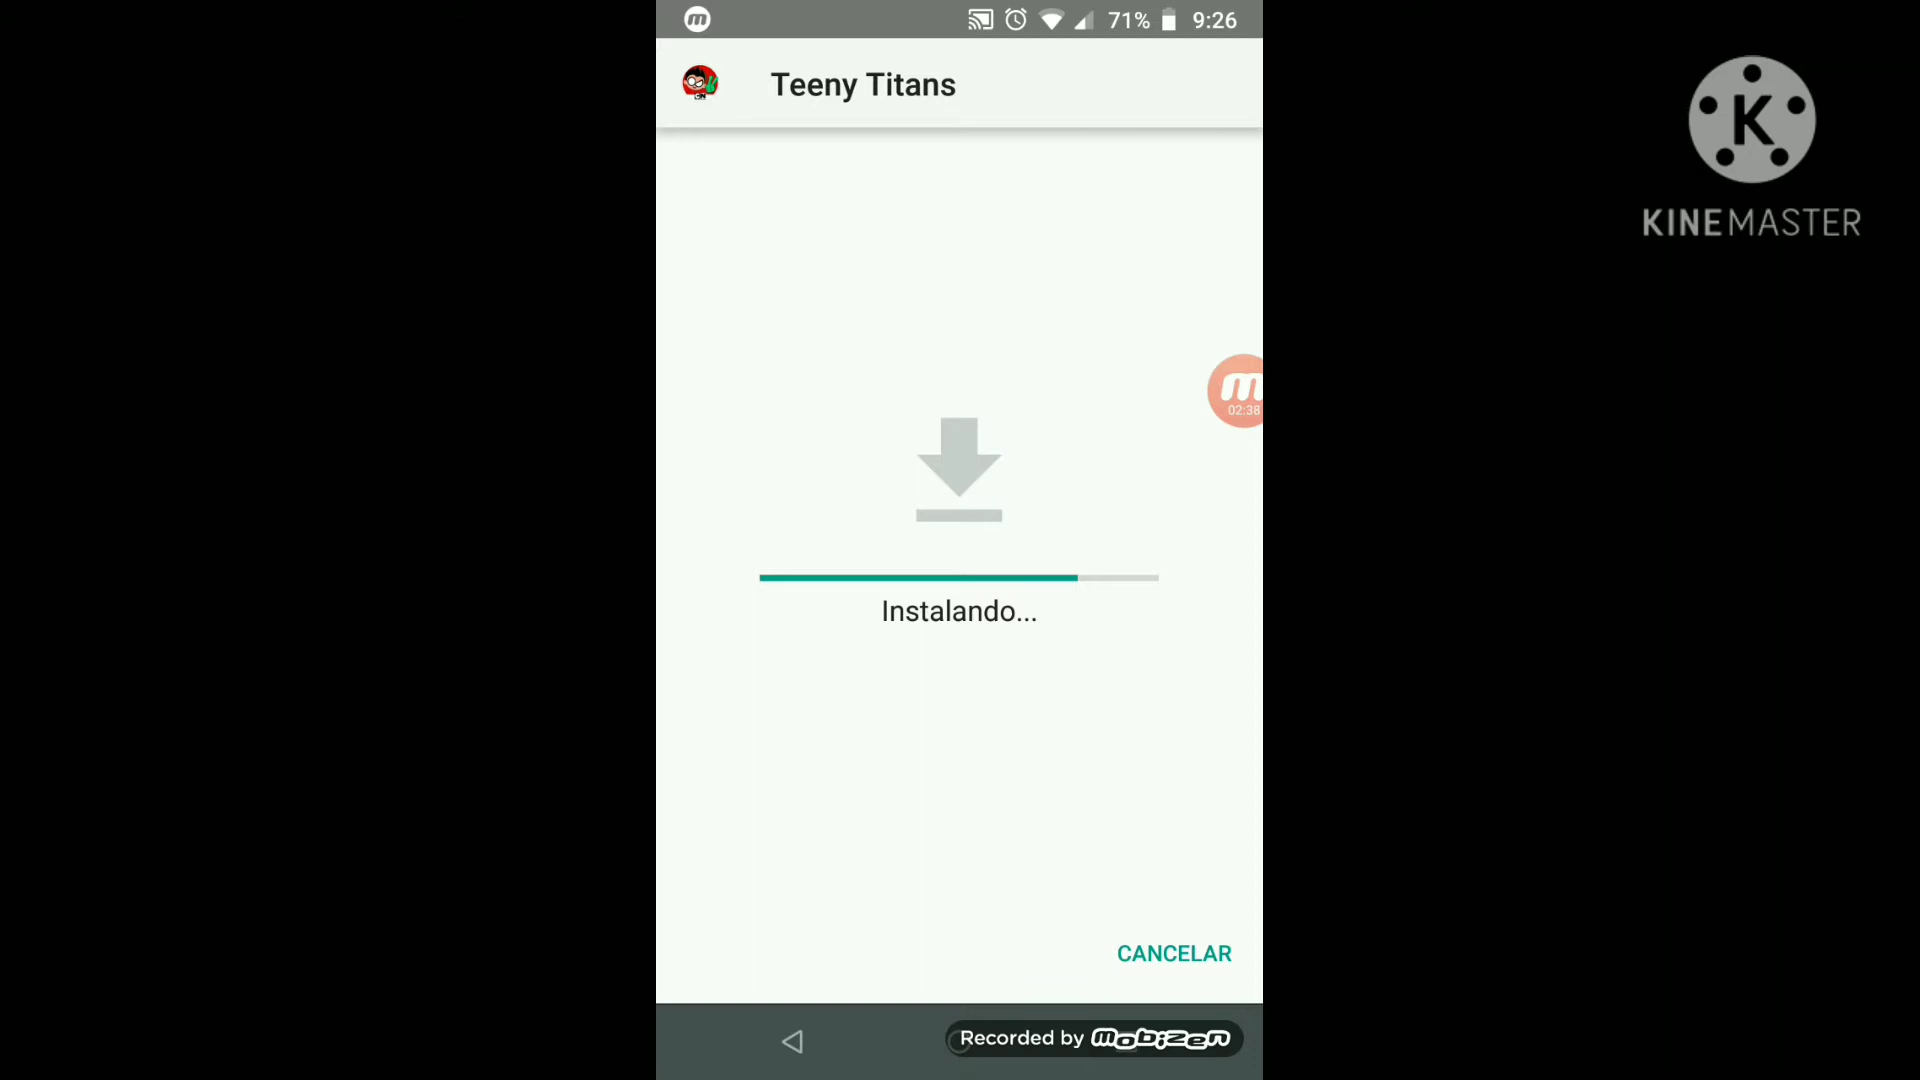 71% 9:26
Teeny Titans
K
KINEMASTER
m
02:38
Instalando...
CANCELAR
Recorded by mobizen